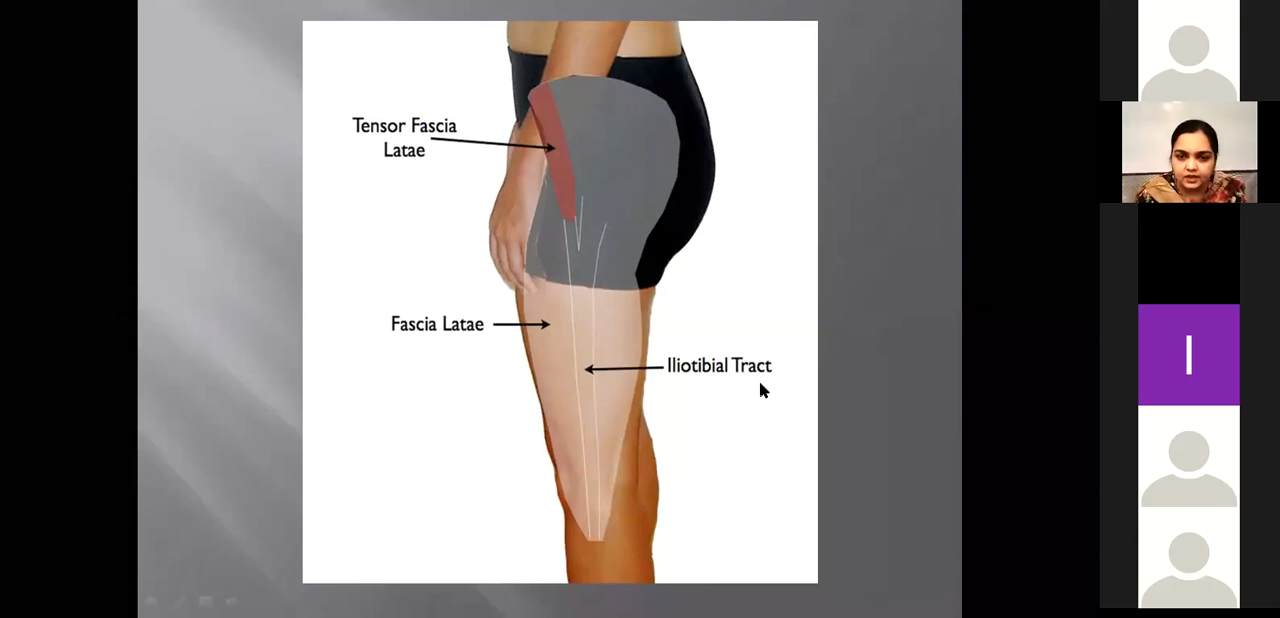 Tensor Fascia
Latae
Fascia Latae
Iliotibial Tract
I